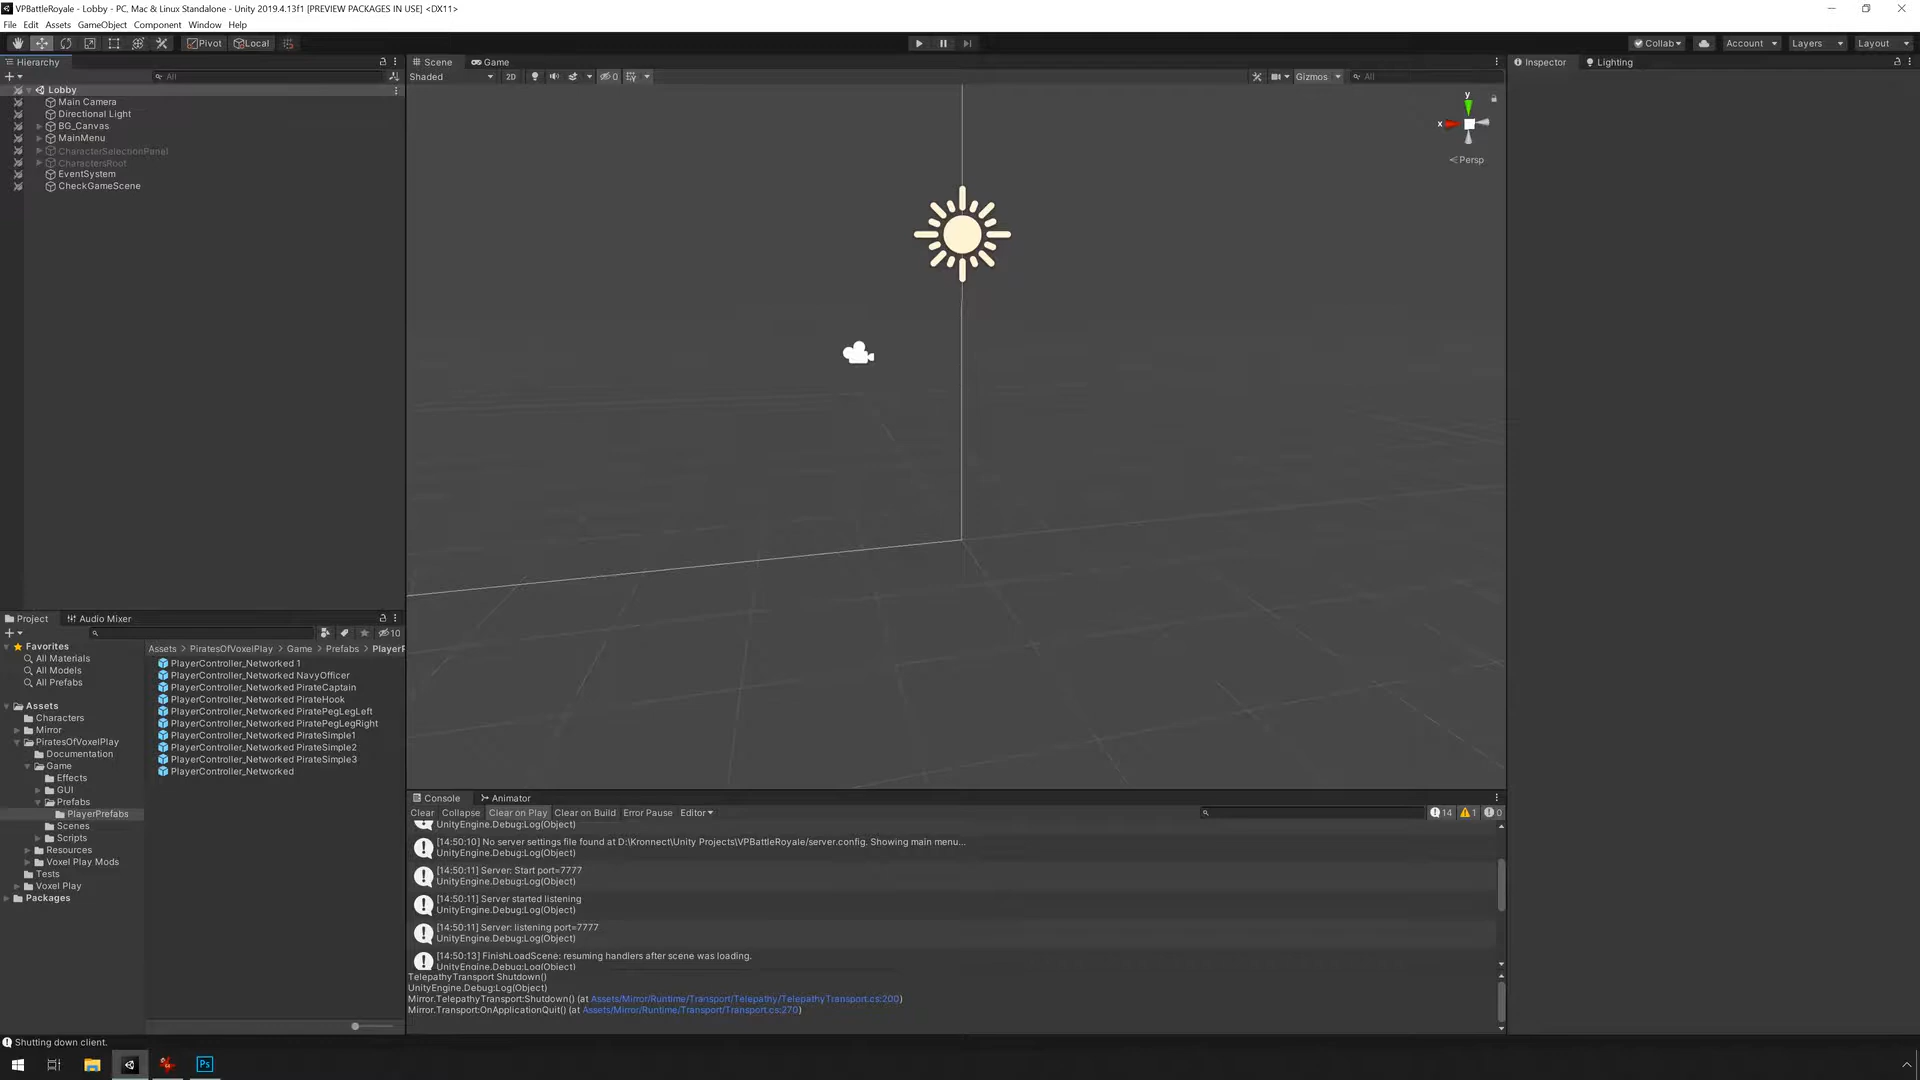 VPBattleRoyale - Lobby - PC, Mac & Linux Standalone - Unity 2019.4.13f1 [PREVIEW PACKAGES IN USE] <DX11>
File Edit Assets GameObject Component Window Help
Pivot Local
Collab Account Layers Layout
Hierarchy
All
Lobby
Main Camera
Directional Light
BG_Canvas
MainMenu
CharacterSelectionPanel
CharactersRoot
EventSystem
CheckGameScene
Scene Game
Shaded 2D 0 Gizmos All
y
x
Persp
Inspector Lighting
Project Audio Mixer
10
Favorites
All Materials
All Models
All Prefabs
Assets
Characters
Mirror
PiratesOfVoxelPlay
Documentation
Game
Effects
GUI
Prefabs
PlayerPrefabs
Scenes
Scripts
Resources
Voxel Play Mods
Tests
Voxel Play
Packages
Assets > PiratesOfVoxelPlay > Game > Prefabs > PlayerF
PlayerController_Networked 1
PlayerController_Networked NavyOfficer
PlayerController_Networked PirateCaptain
PlayerController_Networked PirateHook
PlayerController_Networked PiratePegLegLeft
PlayerController_Networked PiratePegLegRight
PlayerController_Networked PirateSimple1
PlayerController_Networked PirateSimple2
PlayerController_Networked PirateSimple3
PlayerController_Networked
Console Animator
Clear Collapse Clear on Play Clear on Build Error Pause Editor 14 1 0
UnityEngine.Debug:Log(Object)
[14:50:10] No server settings file found at D:\Kronnect\Unity Projects\VPBattleRoyale/server.config. Showing main menu...
UnityEngine.Debug:Log(Object)
[14:50:11] Server: Start port=7777
UnityEngine.Debug:Log(Object)
[14:50:11] Server started listening
UnityEngine.Debug:Log(Object)
[14:50:11] Server: listening port=7777
UnityEngine.Debug:Log(Object)
[14:50:13] FinishLoadScene: resuming handlers after scene was loading.
UnityEngine.Debug:Log(Object)
TelepathyTransport Shutdown()
UnityEngine.Debug:Log(Object)
Mirror.TelepathyTransport:Shutdown() (at Assets/Mirror/Runtime/Transport/Telepathy/TelepathyTransport.cs:200)
Mirror.Transport:OnApplicationQuit() (at Assets/Mirror/Runtime/Transport/Transport.cs:270)
Shutting down client.
Ps